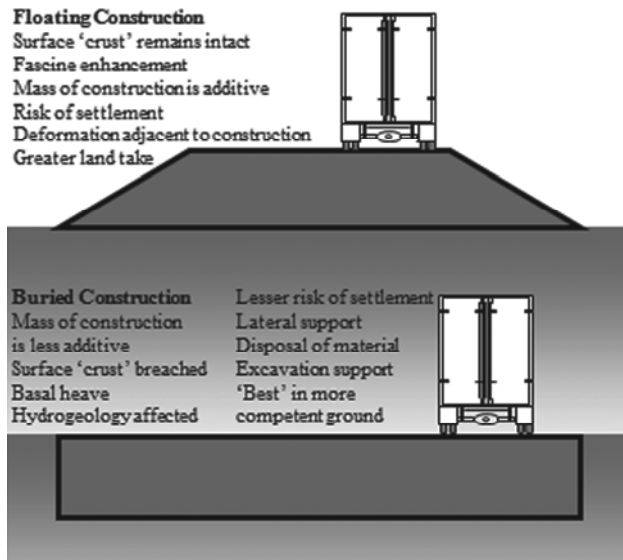 Floating Construction
Surface ‘crust’ remains intact
Fascine enhancement
Mass of construction is additive
Risk of settlement
Deformation adjacent to construction
Greater land take
Buried Construction
Mass of construction
is less additive
Surface ‘crust’ breached
Basal heave
Hydrogeology affected
Lesser risk of settlement
Lateral support
Disposal of material
Excavation support
‘Best’ in more
competent ground